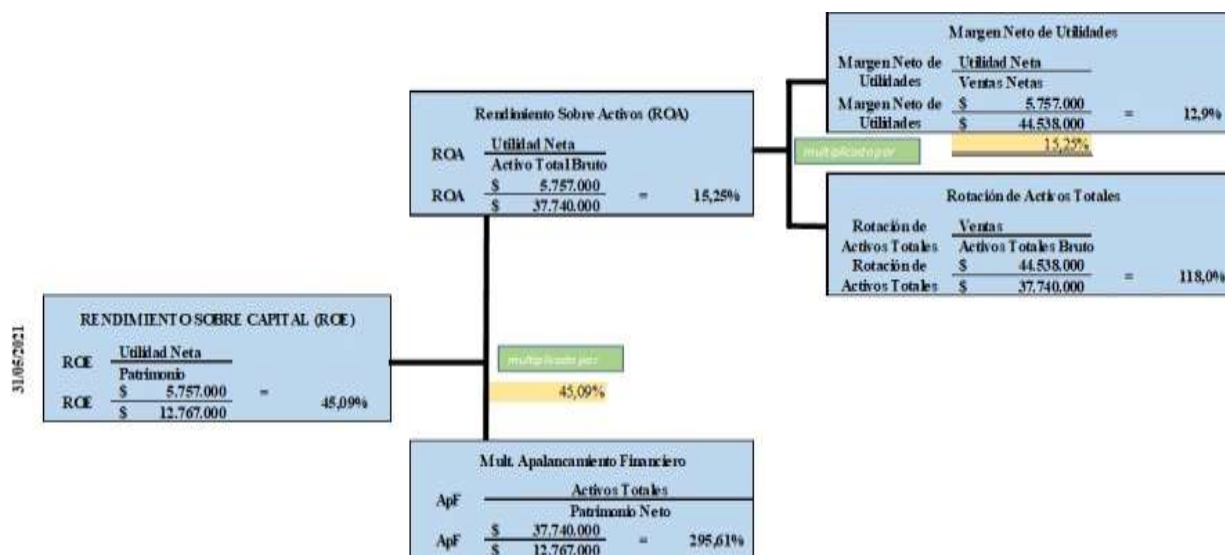 Margen Neto de Utilidades
Margen Neto de Utilidades
Utilidad Neta
Ventas Netas
Margen Neto de Utilidades
$ 5.757.000
$ 44.538.000
= 12,9%
15,25%
multiplicado por
Rendimiento Sobre Activos (ROA)
ROA
Utilidad Neta
Activo Total Bruto
ROA
$ 5.757.000
$ 37.740.000
= 15,25%
Rotación de Activos Totales
Rotación de Activos Totales
Ventas
Activos Totales Bruto
Rotación de Activos Totales
$ 44.538.000
$ 37.740.000
= 118,0%
31/05/2021
RENDIMIENTO SOBRE CAPITAL (ROE)
ROE
Utilidad Neta
Patrimonio
ROE
$ 5.757.000
$ 12.767.000
= 45,09%
multiplicado por
45,09%
Mult. Apalancamiento Financiero
ApF
Activos Totales
Patrimonio Neto
ApF
$ 37.740.000
$ 12.767.000
= 295,61%